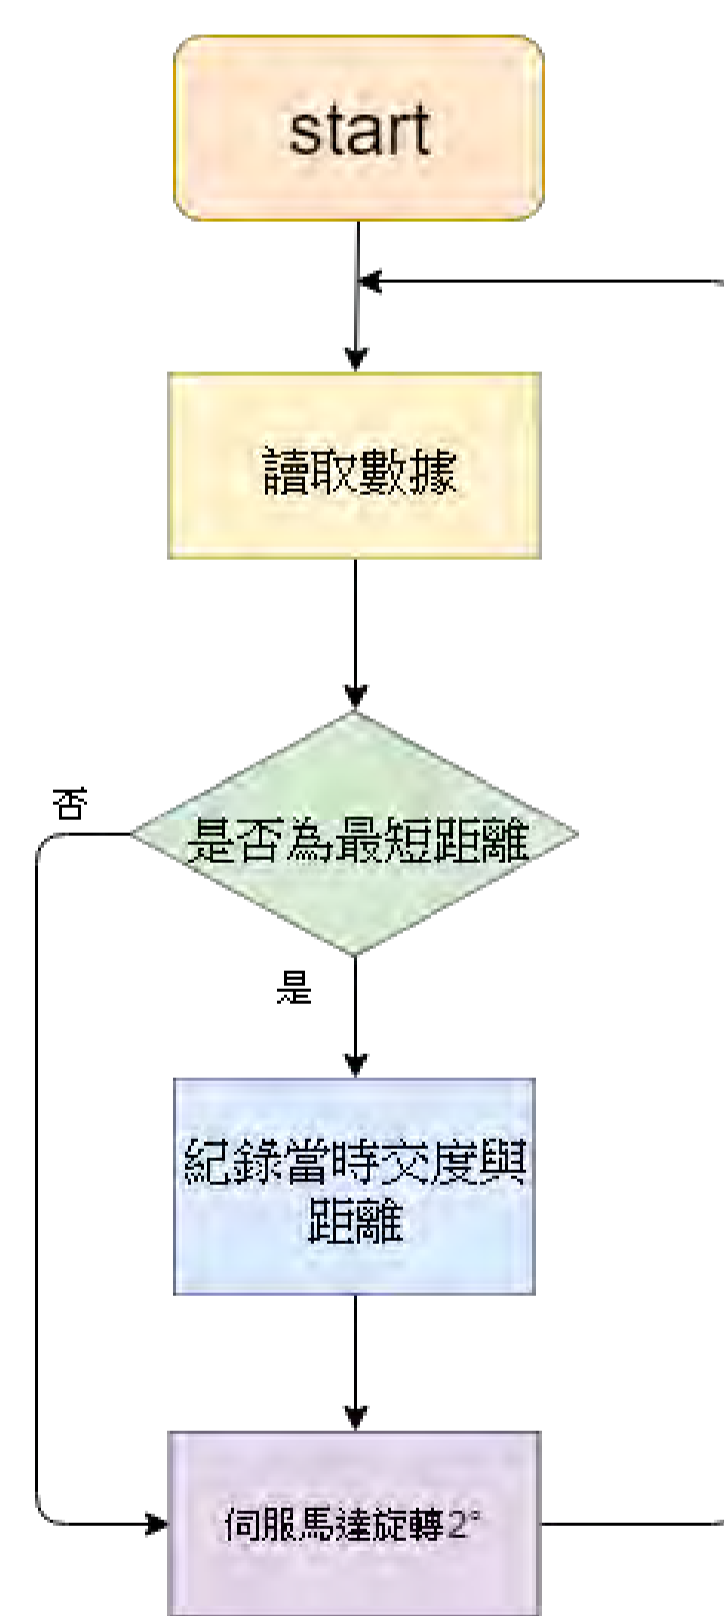 start
讀取數據
否
是否為最短距離
是
紀錄當時交度與
距離
伺服馬達旋轉2°